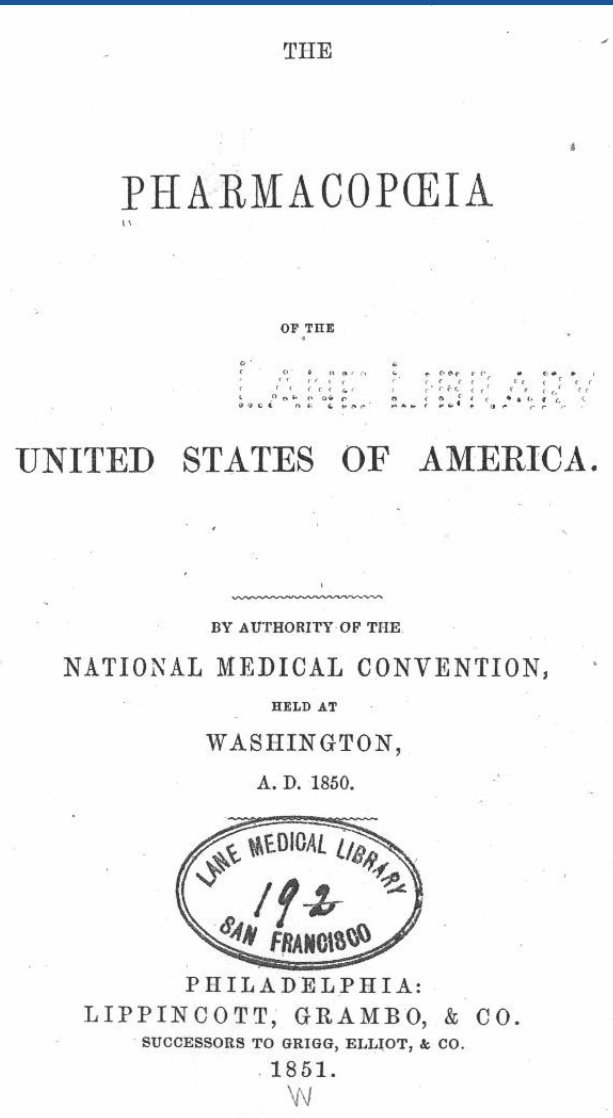 THE
PHARMACOPŒIA
OF THE
LANE LIBRARY
UNITED STATES OF AMERICA.
BY AUTHORITY OF THE
NATIONAL MEDICAL CONVENTION,
HELD AT
WASHINGTON,
A. D. 1850.
LANE MEDICAL LIBRARY
192
SAN FRANCISCO
PHILADELPHIA:
LIPPINCOTT, GRAMBO, & CO.
SUCCESSORS TO GRIGG, ELLIOT, & CO.
1851.
W